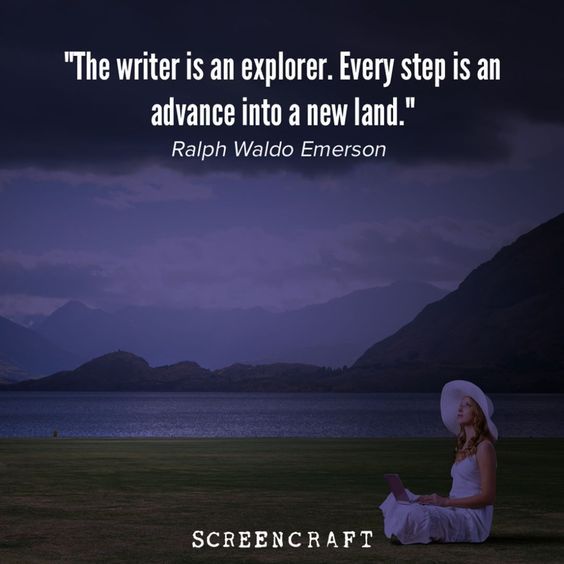 "The writer is an explorer. Every step is an
advance into a new land."
Ralph Waldo Emerson
SCREENCRAFT